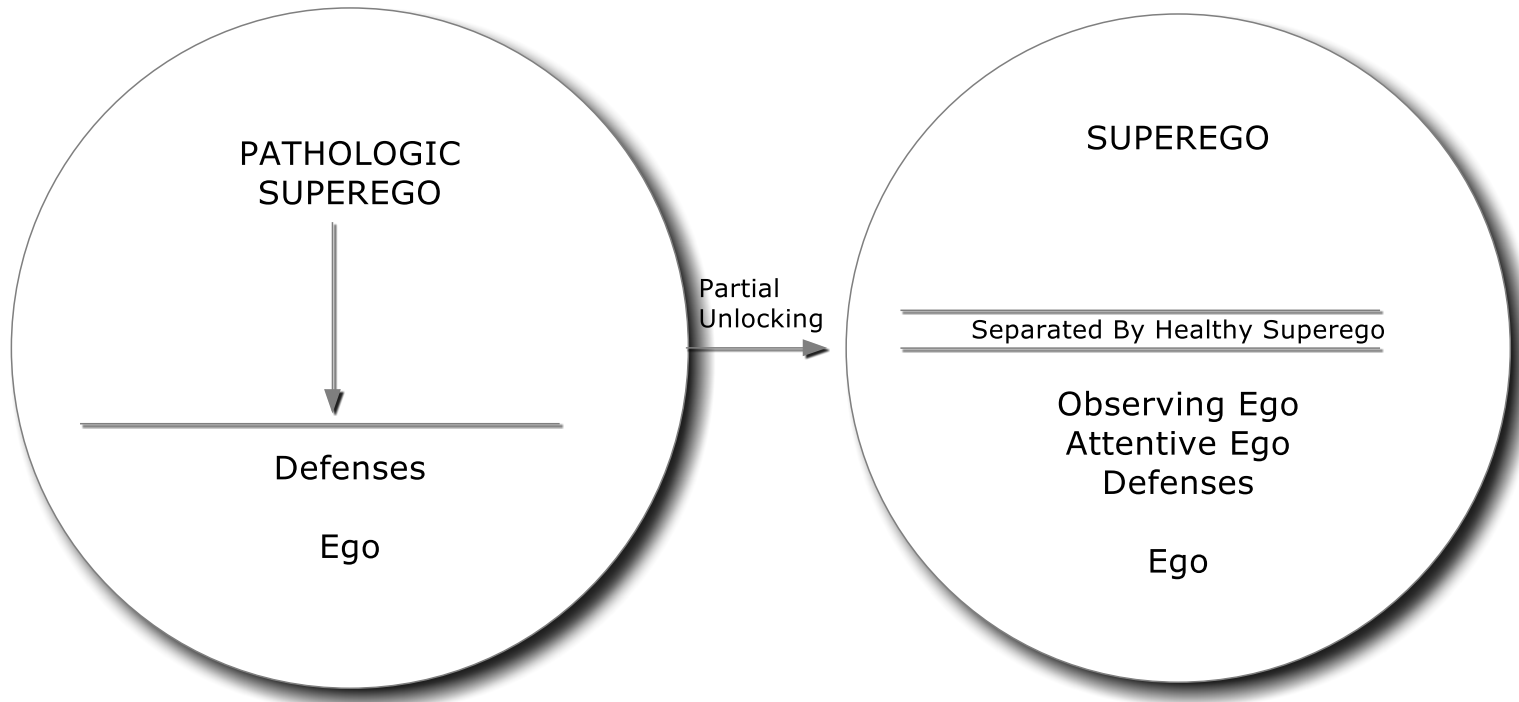 PATHOLOGIC
SUPEREGO
Defenses
Ego
Partial
Unlocking
SUPEREGO
Separated By Healthy Superego
Observing Ego
Attentive Ego
Defenses
Ego